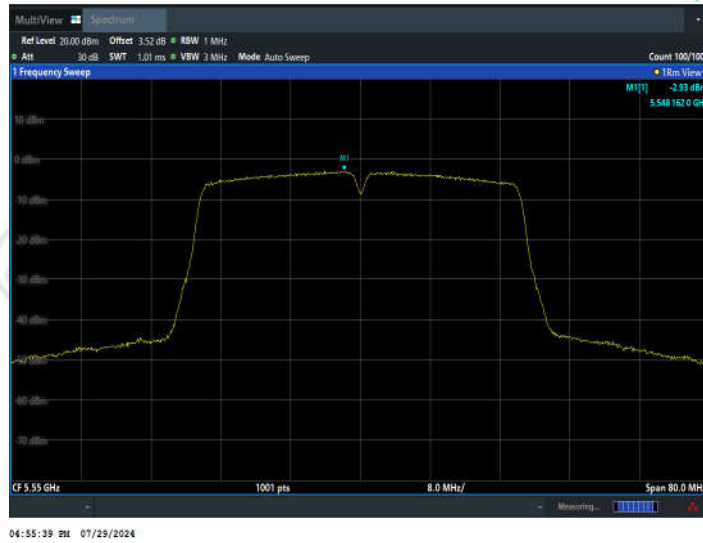 MultiView Spectrum
Ref Level 20.00 dBm Offset 3.52 dB RBW 1 MHz
Att 30 dB SWT 1.01 ms VBW 3 MHz Mode Auto Sweep Count 100/100
1 Frequency Sweep 1Rm View
M1[1] -2.93 dBm
5.548 162 0 GH
10 dBm
M1
0 dBm
-10 dBm
-20 dBm
-30 dBm
-40 dBm
-50 dBm
-60 dBm
-70 dBm
CF 5.55 GHz 1001 pts 8.0 MHz/ Span 80.0 MH
Measuring...
04:55:39 PM 07/29/2024